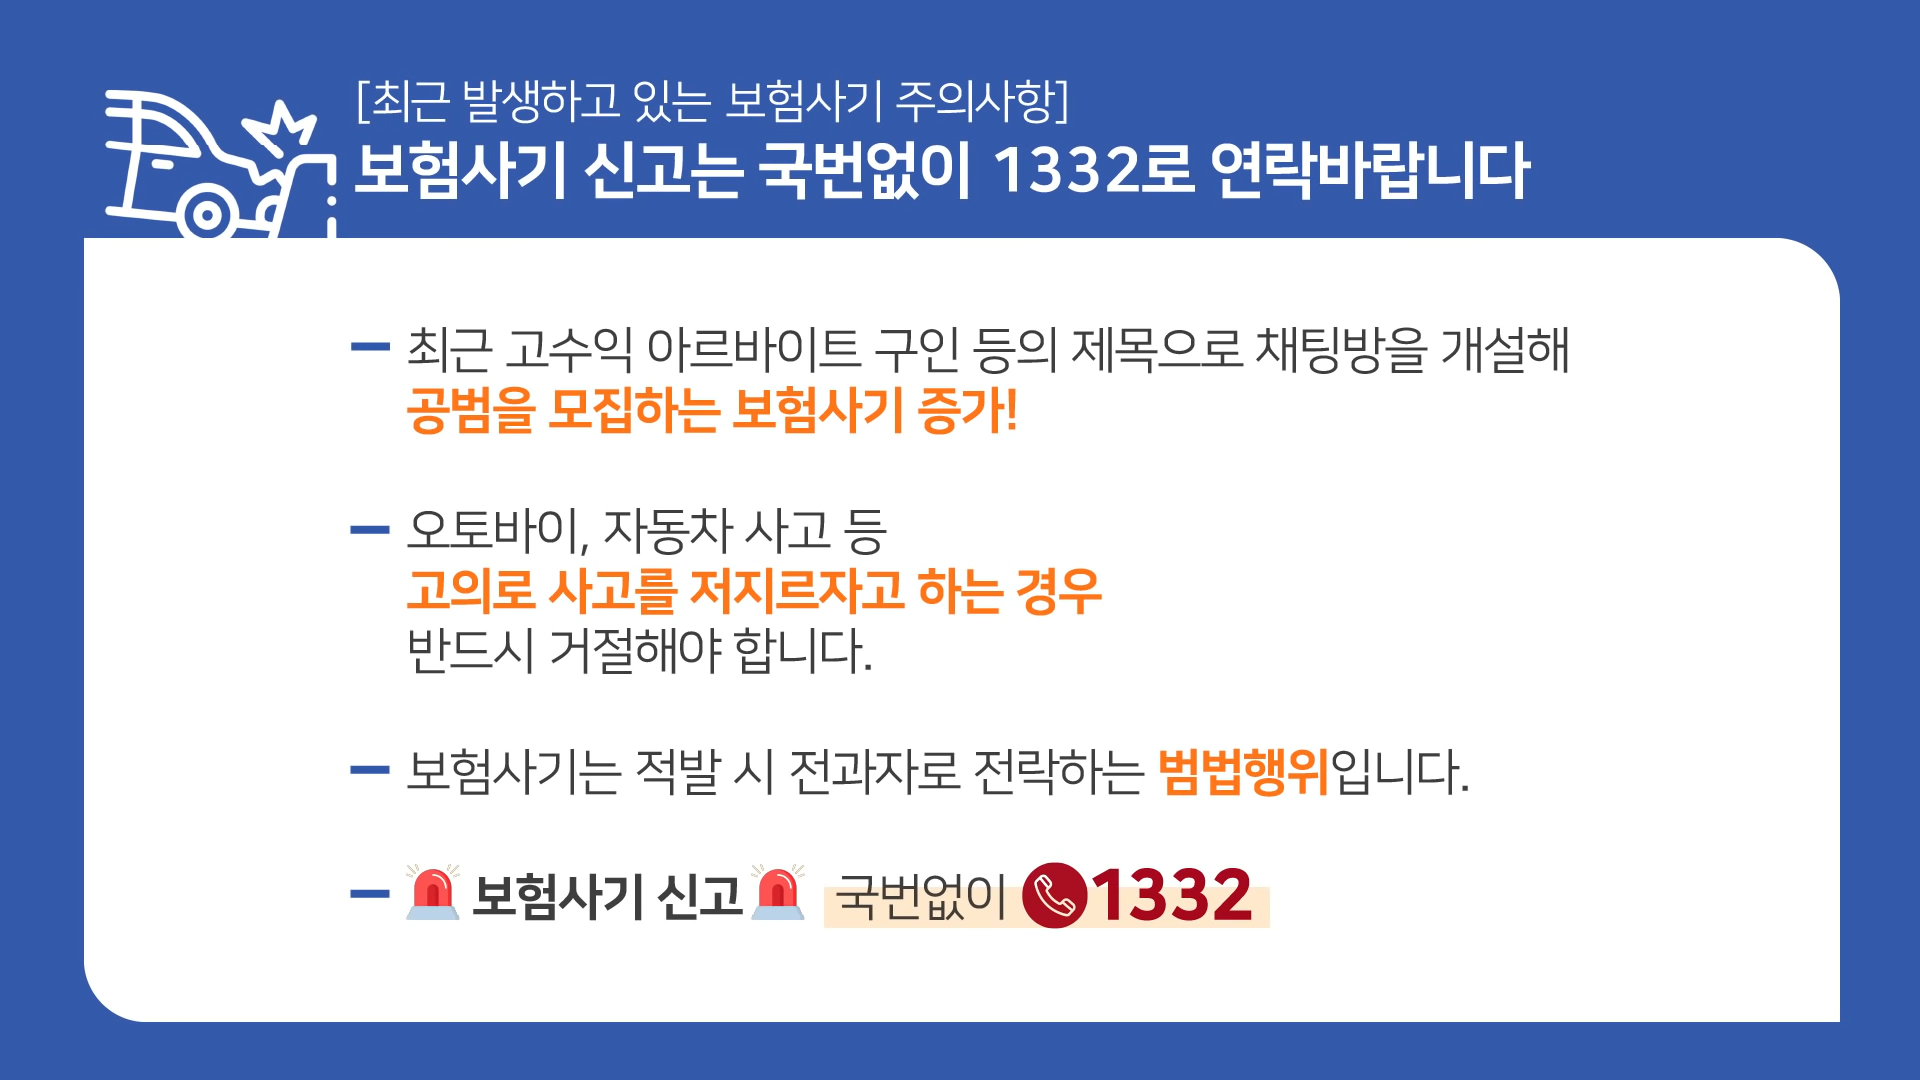 [최근 발생하고 있는 보험사기 주의사항]
보험사기 신고는 국번없이 1332로 연락바랍니다
최근 고수익 아르바이트 구인 등의 제목으로 채팅방을 개설해
공범을 모집하는 보험사기 증가!
오토바이, 자동차 사고 등
고의로 사고를 저지르자고 하는 경우
반드시 거절해야 합니다.
보험사기는 적발 시 전과자로 전락하는 범법행위입니다.
보험사기 신고 국번없이 1332